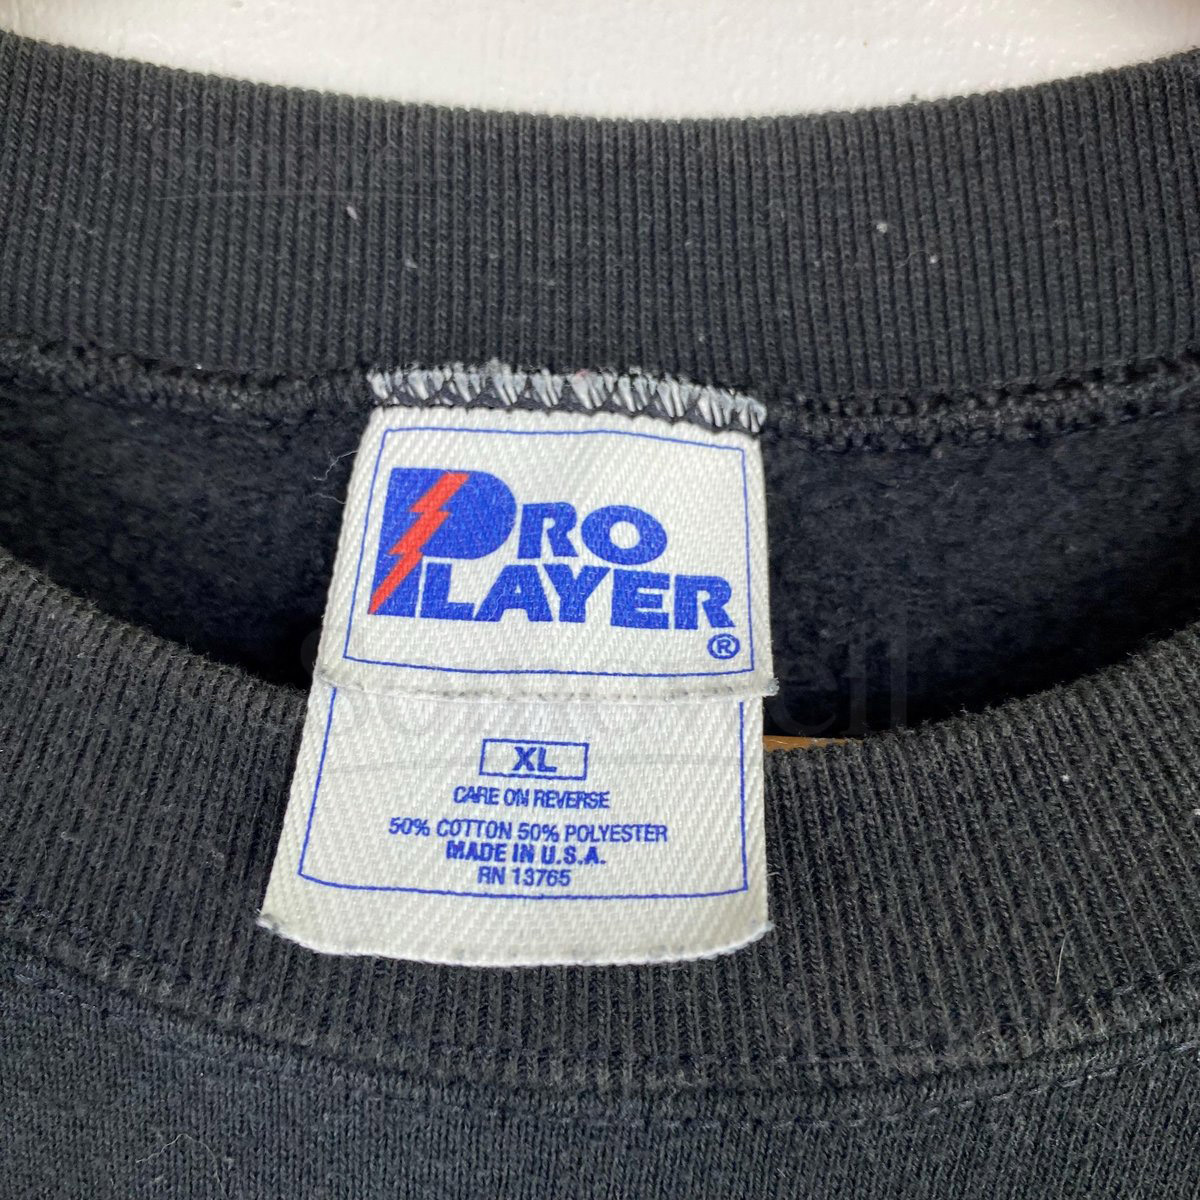 PRO
PLAYER
®
XL
CARE ON REVERSE
50% COTTON 50% POLYESTER
MADE IN U.S.A.
RN 13765